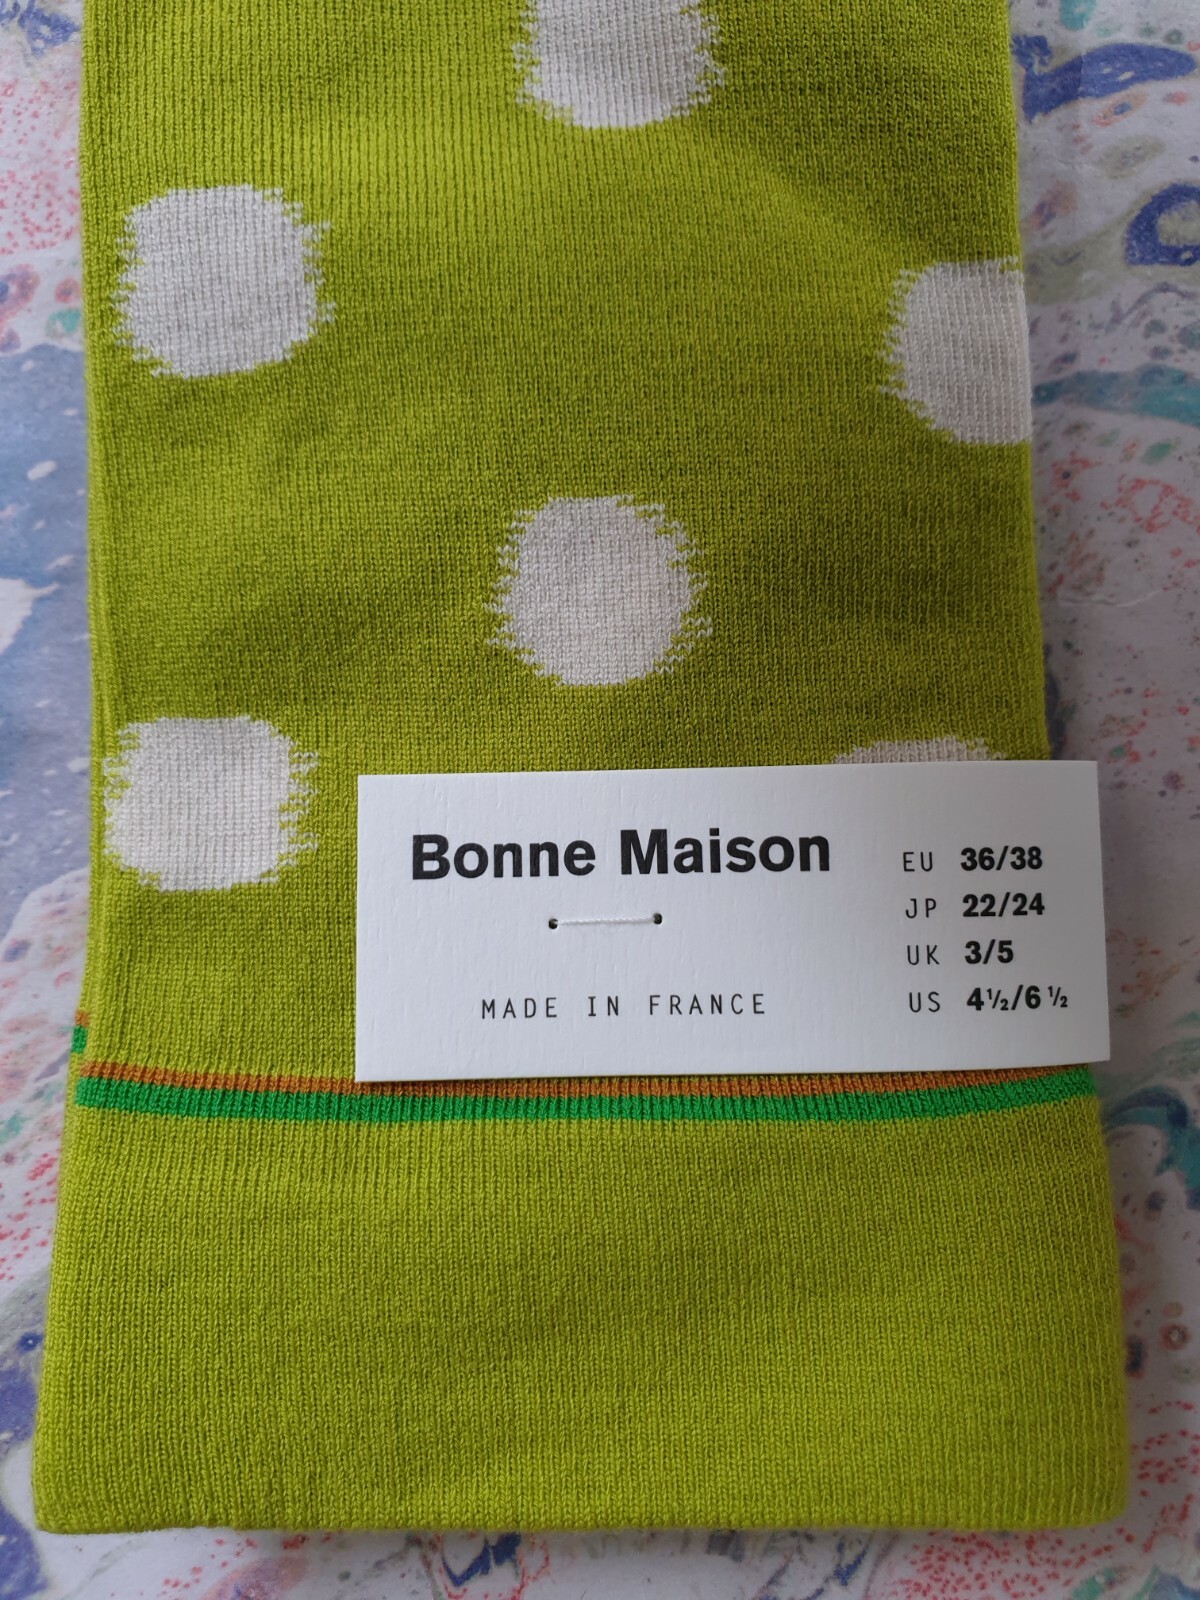 Bonne Maison
MADE IN FRANCE
EU 36/38
JP 22/24
UK 3/5
US 4½/6½